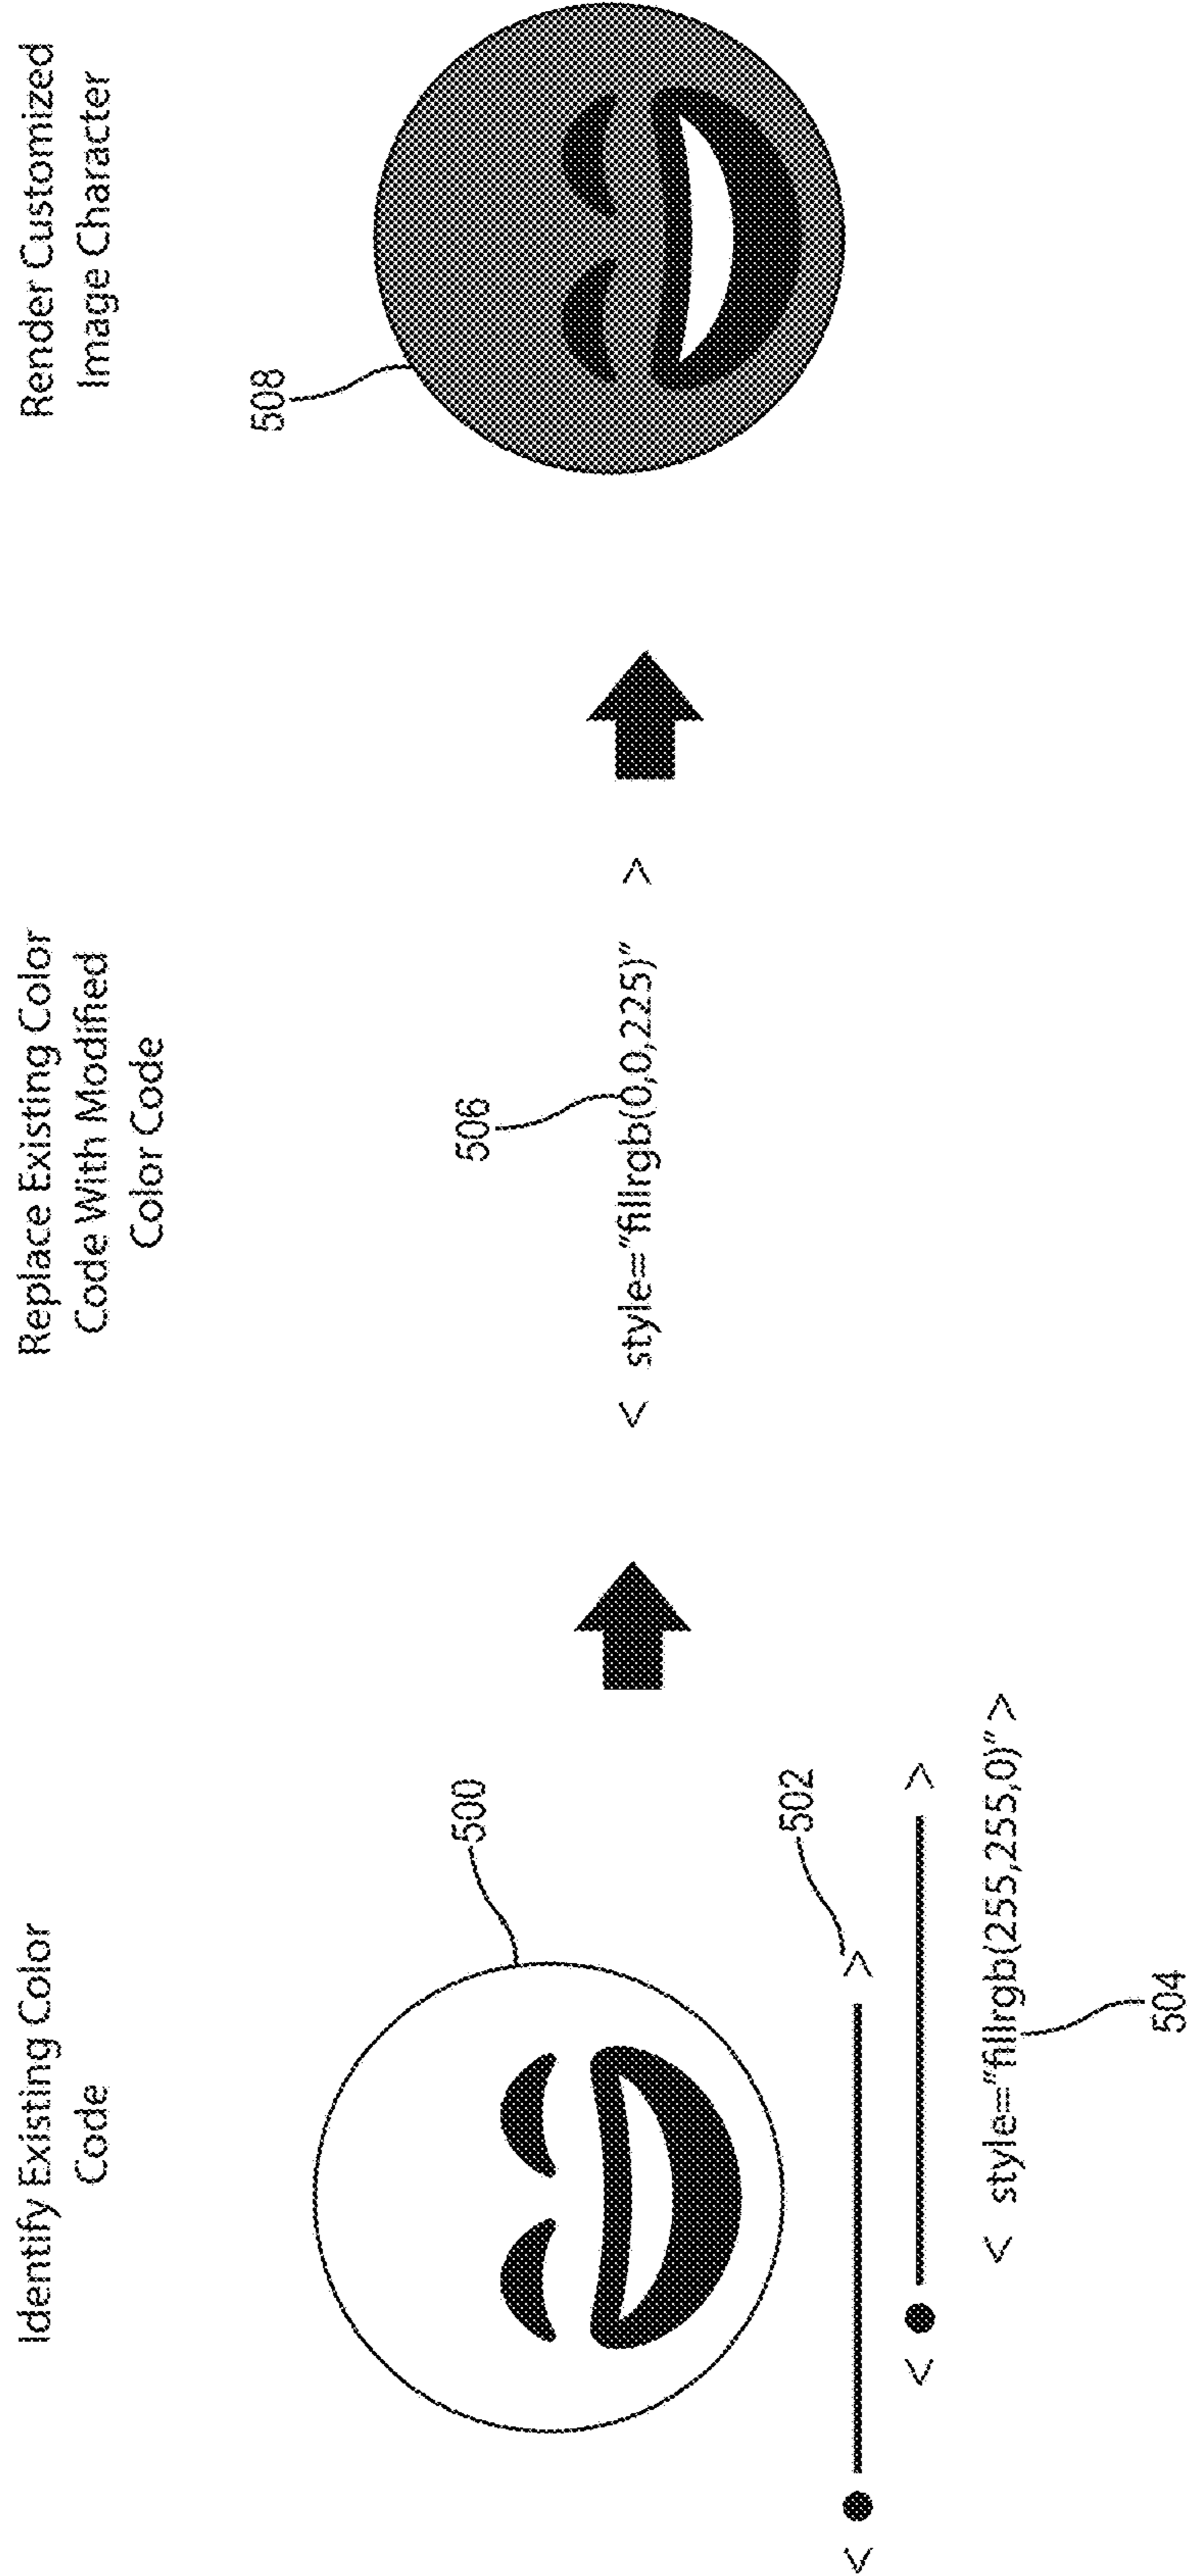 Identify Existing Color
Code
500
502
< ● >
< ● >
< style="fillrgb(255,255,0)" >
504
Replace Existing Color
Code With Modified
Color Code
506
< style="fillrgb(0,0,225)" >
Render Customized
Image Character
508